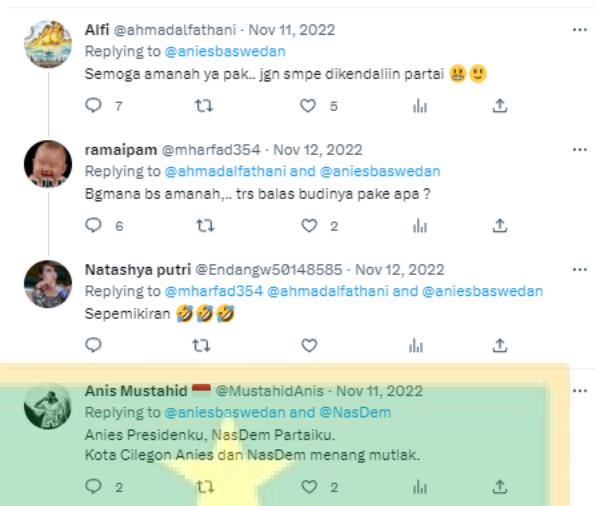 Alfi @ahmadalfathani · Nov 11, 2022
Replying to @aniesbaswedan
Semoga amanah ya pak.. jgn smpe dikendaliin partai 😬🙂
7 5
ramaipam @mharfad354 · Nov 12, 2022
Replying to @ahmadalfathani and @aniesbaswedan
Bgmana bs amanah,.. trs balas budinya pake apa ?
6 2
Natashya putri @Endangw50148585 · Nov 12, 2022
Replying to @mharfad354 @ahmadalfathani and @aniesbaswedan
Sepemikiran 🤣🤣🤣
Anis Mustahid 🇮🇩 @MustahidAnis · Nov 11, 2022
Replying to @aniesbaswedan and @NasDem
Anies Presidenku, NasDem Partaiku.
Kota Cilegon Anies dan NasDem menang mutlak.
2 2